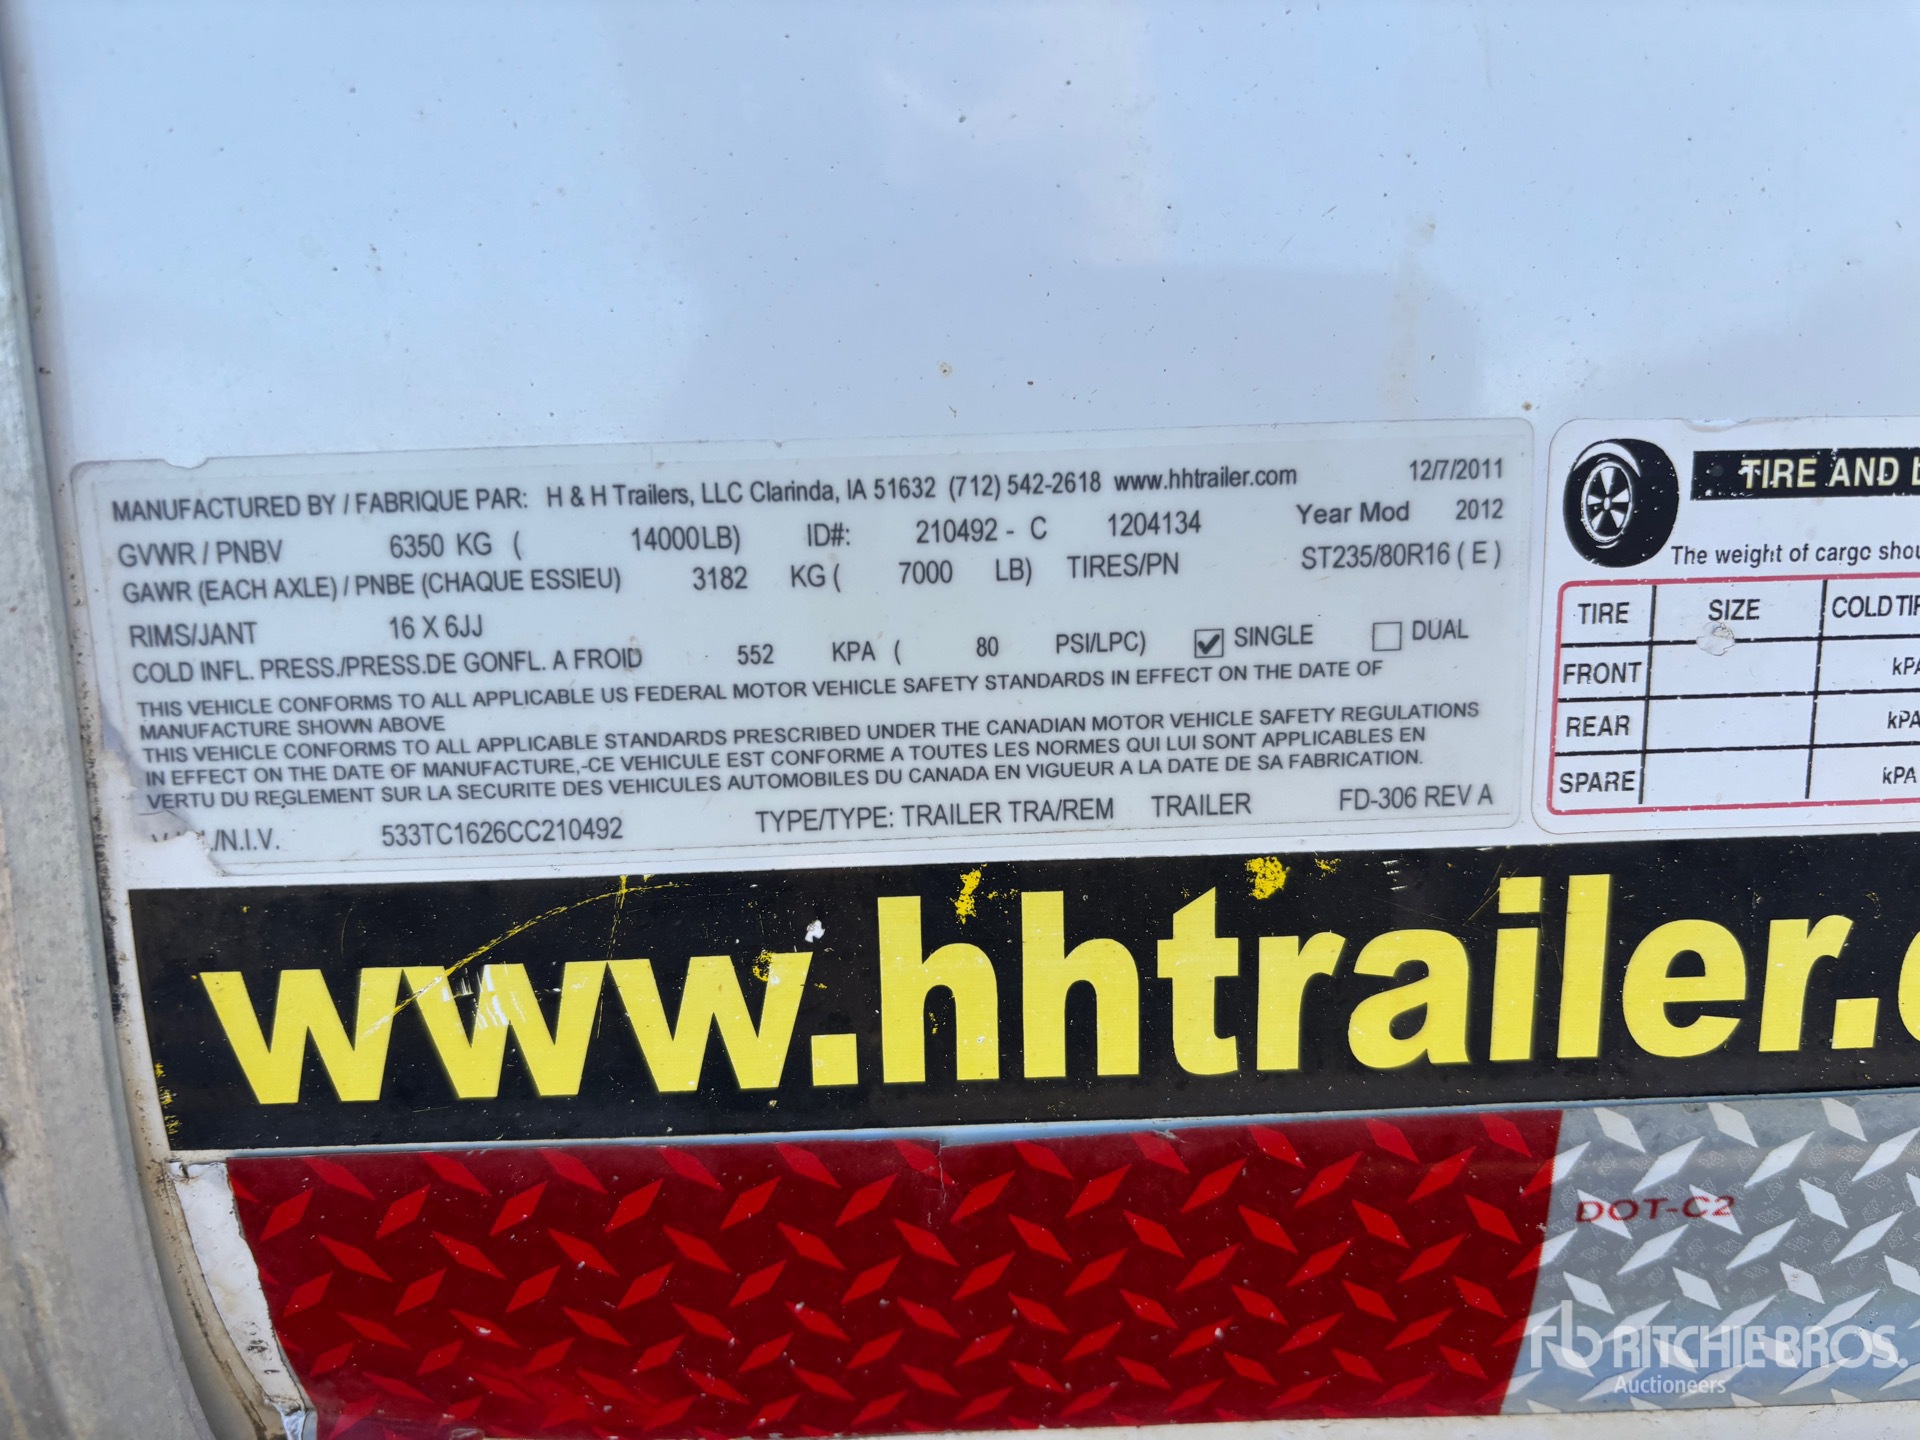 MANUFACTURED BY / FABRIQUE PAR: H & H Trailers, LLC Clarinda, IA 51632 (712) 542-2618 www.hhtrailer.com 12/7/2011
GVWR / PNBV 6350 KG ( 14000LB) ID#: 210492 - C 1204134 Year Mod 2012
GAWR (EACH AXLE) / PNBE (CHAQUE ESSIEU) 3182 KG ( 7000 LB) TIRES/PN ST235/80R16 ( E )
RIMS/JANT 16 X 6JJ
COLD INFL. PRESS./PRESS.DE GONFL. A FROID 552 KPA ( 80 PSI/LPC) SINGLE DUAL
THIS VEHICLE CONFORMS TO ALL APPLICABLE US FEDERAL MOTOR VEHICLE SAFETY STANDARDS IN EFFECT ON THE DATE OF
MANUFACTURE SHOWN ABOVE
THIS VEHICLE CONFORMS TO ALL APPLICABLE STANDARDS PRESCRIBED UNDER THE CANADIAN MOTOR VEHICLE SAFETY REGULATIONS
IN EFFECT ON THE DATE OF MANUFACTURE,-CE VEHICULE EST CONFORME A TOUTES LES NORMES QUI LUI SONT APPLICABLES EN
VERTU DU REGLEMENT SUR LA SECURITE DES VEHICULES AUTOMOBILES DU CANADA EN VIGUEUR A LA DATE DE SA FABRICATION.
/N.I.V. 533TC1626CC210492 TYPE/TYPE: TRAILER TRA/REM TRAILER FD-306 REV A
TIRE AND
The weight of cargo
TIRE SIZE COLD
FRONT kPA
REAR kPA
SPARE kPA
www.hhtrailer.
DOT-C2
rb RITCHIE BROS.
Auctioneers